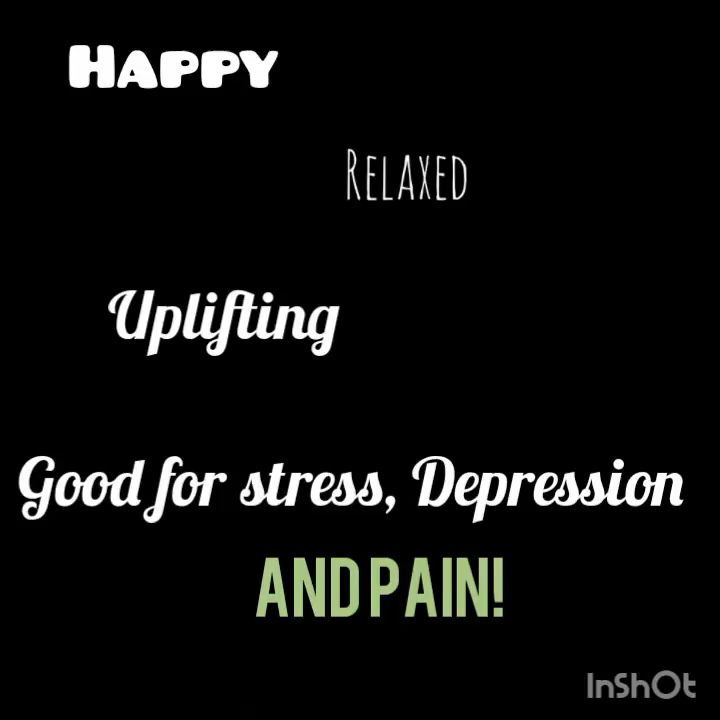 HAPPY
RELAXED
Uplifting
Good for stress, Depression
AND PAIN!
InShOt